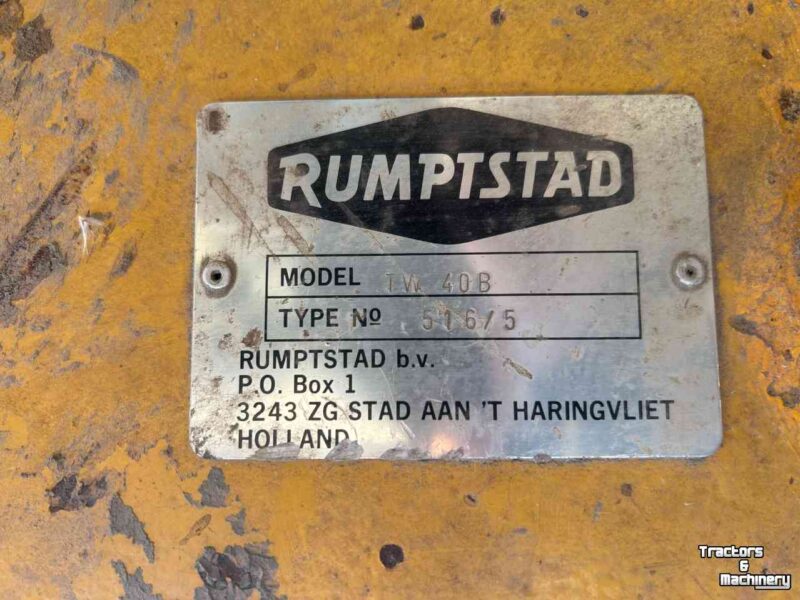 RUMPTSTAD
MODEL TW 40B
TYPE Nº 516/5
RUMPTSTAD b.v.
P.O. Box 1
3243 ZG STAD AAN 'T HARINGVLIET
HOLLAND
Tractors
&
Machinery